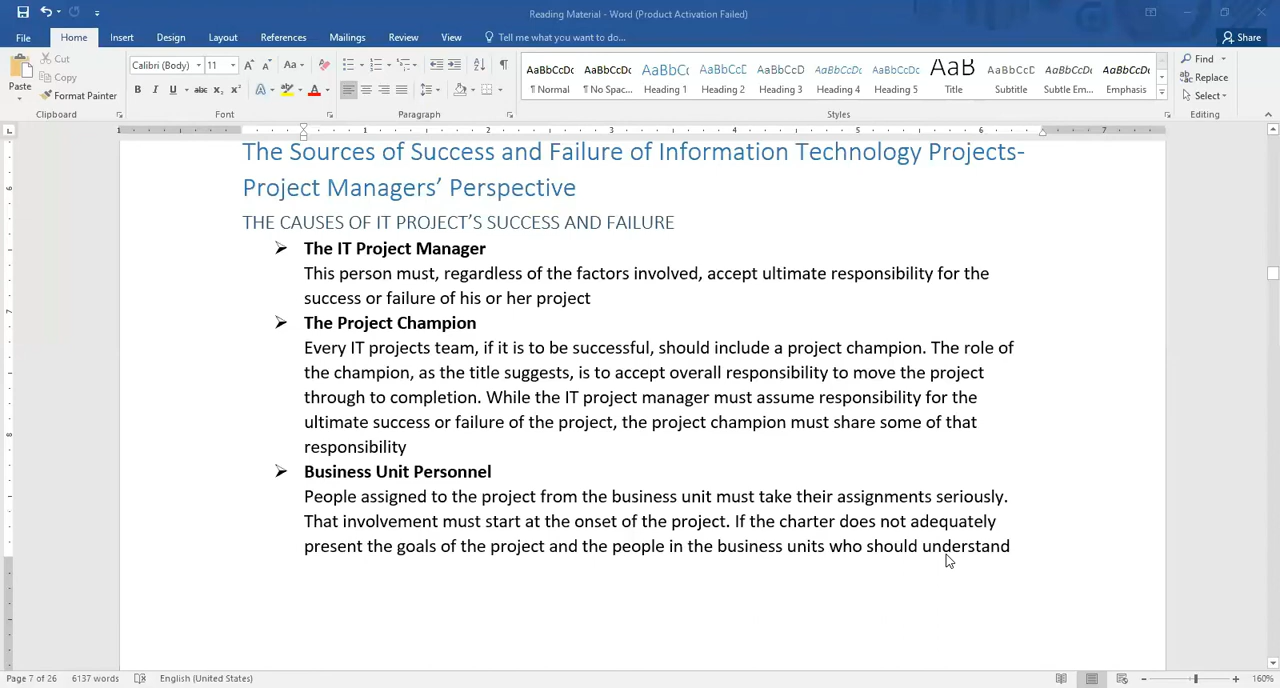 Reading Material - Word (Product Activation Failed)
File Home Insert Design Layout References Mailings Review View Tell me what you want to do... Share
Cut
Copy
Format Painter
Paste
Clipboard
Calibri (Body) 11
Font
Paragraph
AaBbCcDc AaBbCcDc AaBbCc AaBbCcC AaBbCcD AaBbCcD AaBbCcDc AaB AaBbCcD AaBbCcDc AaBbCcDc
¶ Normal ¶ No Spac... Heading 1 Heading 2 Heading 3 Heading 4 Heading 5 Title Subtitle Subtle Em... Emphasis
Styles
Find
Replace
Select
Editing
1 1 2 3 4 5 6 7
6
7
8
The Sources of Success and Failure of Information Technology Projects-
Project Managers’ Perspective
THE CAUSES OF IT PROJECT’S SUCCESS AND FAILURE
➢ The IT Project Manager
This person must, regardless of the factors involved, accept ultimate responsibility for the
success or failure of his or her project
➢ The Project Champion
Every IT projects team, if it is to be successful, should include a project champion. The role of
the champion, as the title suggests, is to accept overall responsibility to move the project
through to completion. While the IT project manager must assume responsibility for the
ultimate success or failure of the project, the project champion must share some of that
responsibility
➢ Business Unit Personnel
People assigned to the project from the business unit must take their assignments seriously.
That involvement must start at the onset of the project. If the charter does not adequately
present the goals of the project and the people in the business units who should understand
Page 7 of 26 6137 words English (United States) 160%